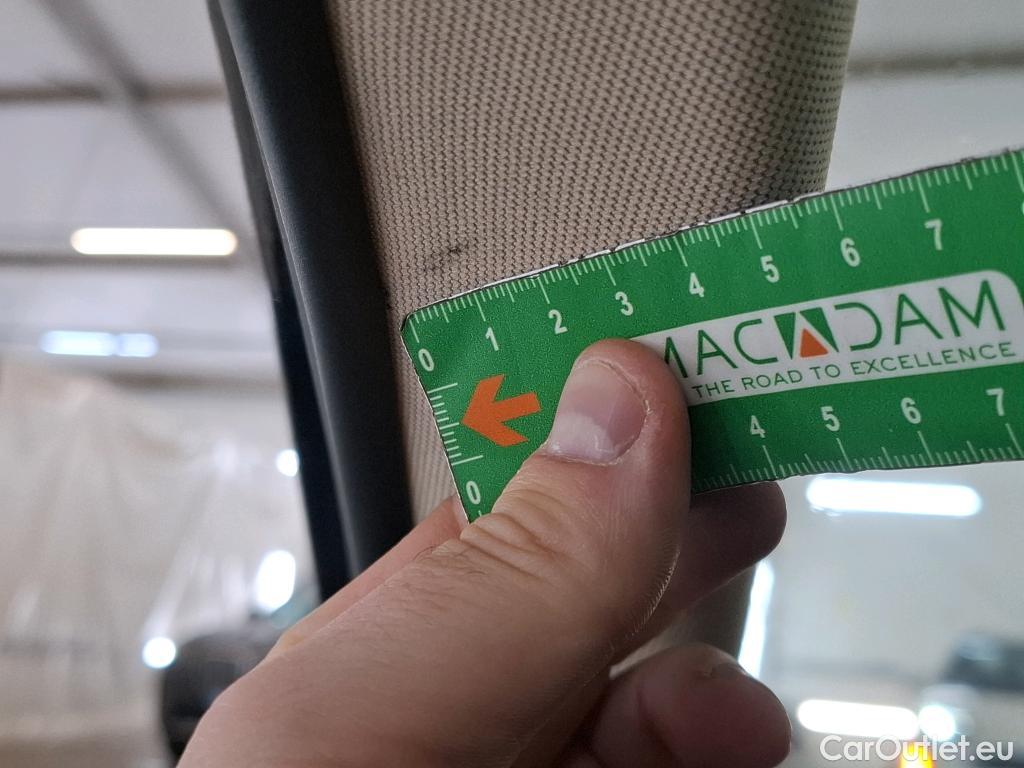 0 1 2 3 4 5 6 7
MACADAM
THE ROAD TO EXCELLENCE
0 4 5 6 7
CarOutlet.eu